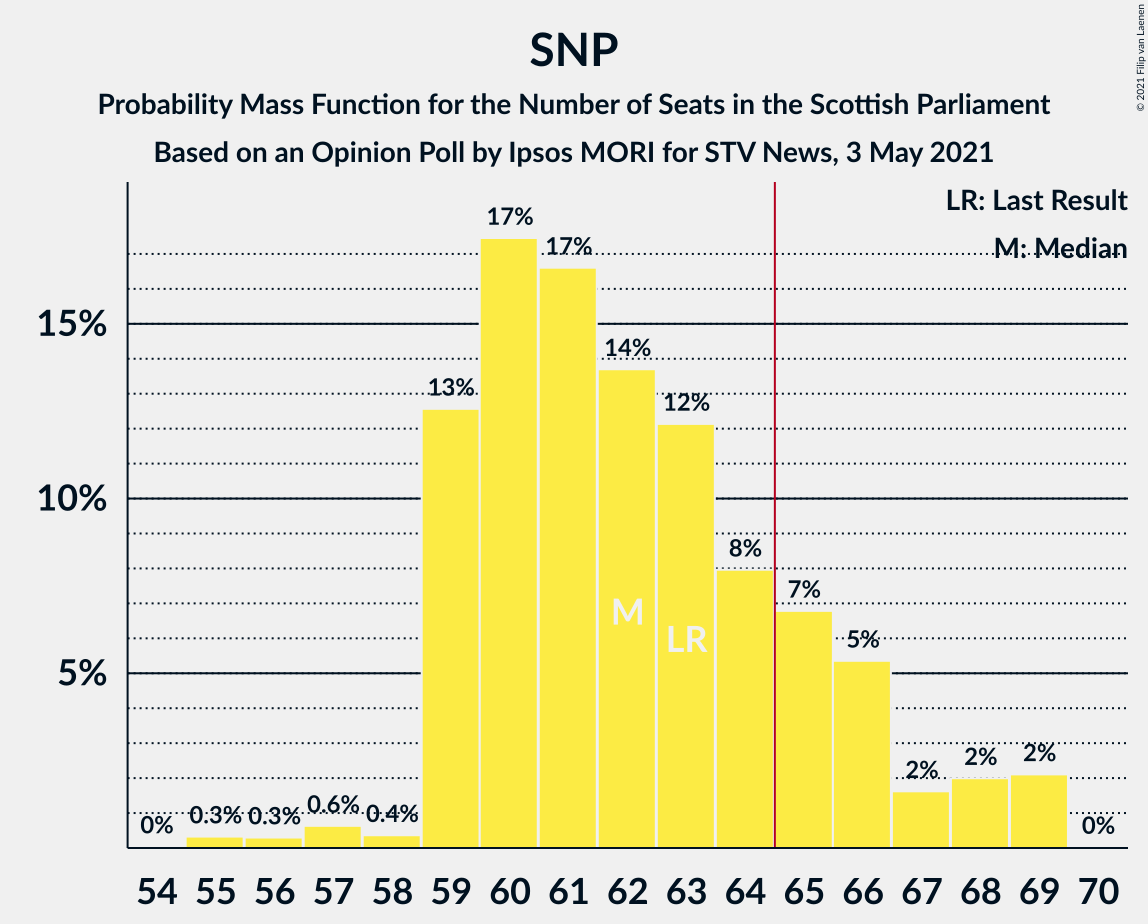 SNP
Probability Mass Function for the Number of Seats in the Scottish Parliament
Based on an Opinion Poll by Ipsos MORI for STV News, 3 May 2021
© 2021 Filip van Laenen
LR: Last Result
M: Median
15%
10%
5%
0%
0.3%
0.3%
0.6%
0.4%
13%
17%
17%
14%
12%
8%
7%
5%
2%
2%
2%
0%
M
LR
54 55 56 57 58 59 60 61 62 63 64 65 66 67 68 69 70